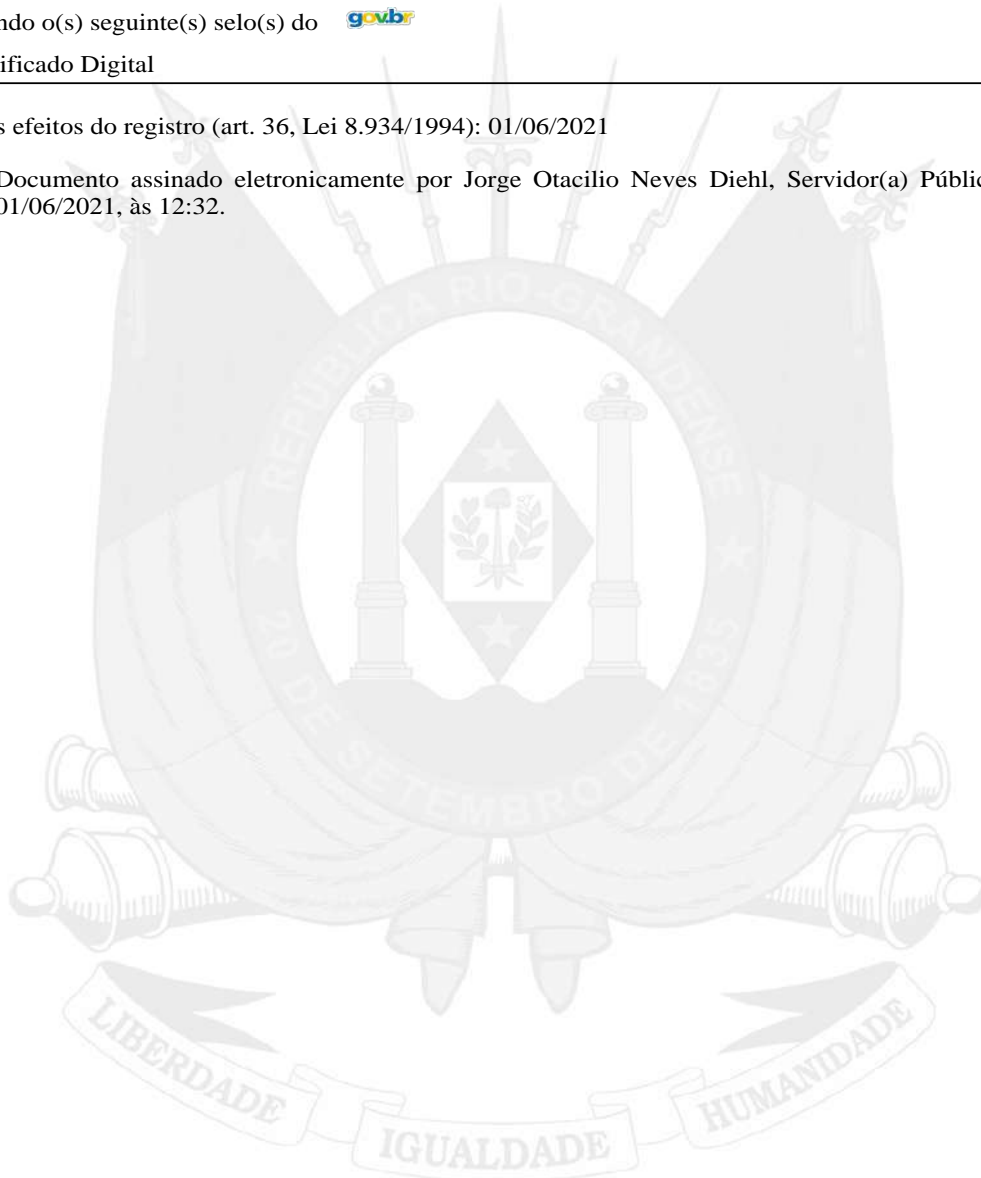 ndo o(s) seguinte(s) selo(s) do gov.br
ificado Digital
s efeitos do registro (art. 36, Lei 8.934/1994): 01/06/2021
Documento assinado eletronicamente por Jorge Otacilio Neves Diehl, Servidor(a) Públic
01/06/2021, às 12:32.
REPÚBLICA RIO-GRANDENSE
20 DE SETEMBRO DE 1835
LIBERDADE
IGUALDADE
HUMANIDADE